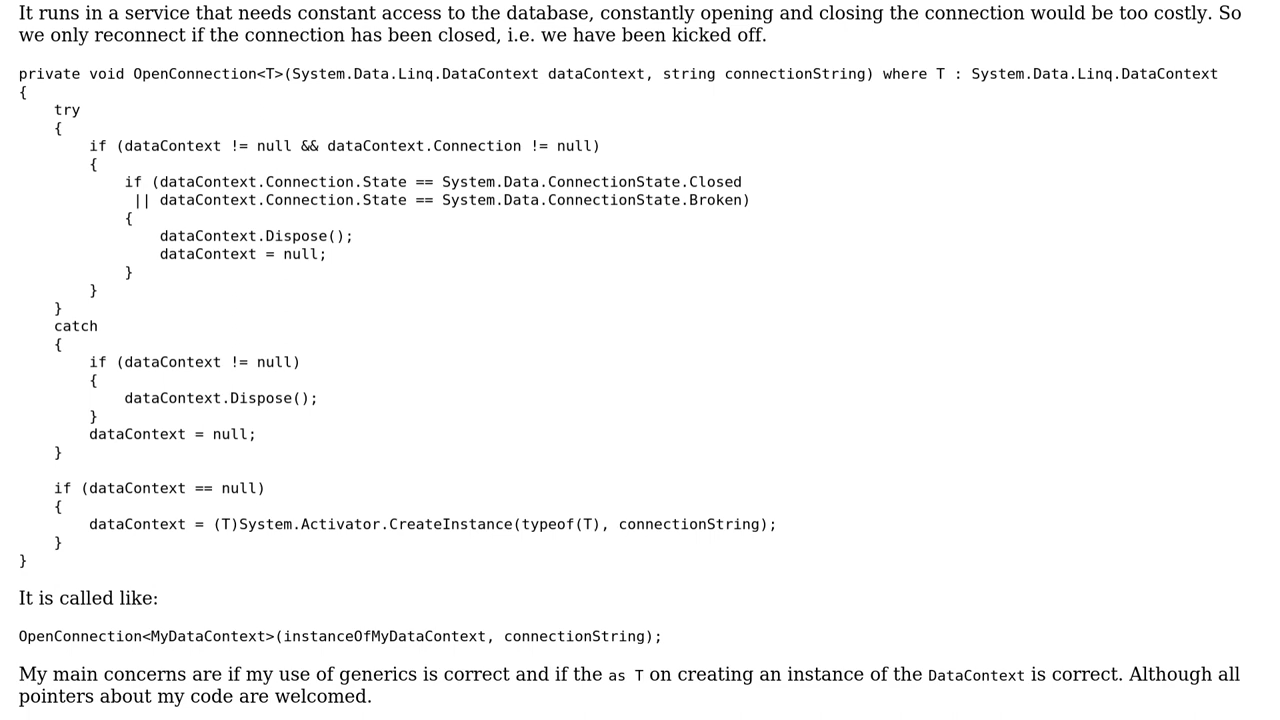 It runs in a service that needs constant access to the database, constantly opening and closing the connection would be too costly. So
we only reconnect if the connection has been closed, i.e. we have been kicked off.
private void OpenConnection<T>(System.Data.Linq.DataContext dataContext, string connectionString) where T : System.Data.Linq.DataContext
{
    try
    {
        if (dataContext != null && dataContext.Connection != null)
        {
            if (dataContext.Connection.State == System.Data.ConnectionState.Closed
             || dataContext.Connection.State == System.Data.ConnectionState.Broken)
            {
                dataContext.Dispose();
                dataContext = null;
            }
        }
    }
    catch
    {
        if (dataContext != null)
        {
            dataContext.Dispose();
        }
        dataContext = null;
    }

    if (dataContext == null)
    {
        dataContext = (T)System.Activator.CreateInstance(typeof(T), connectionString);
    }
}
It is called like:
OpenConnection<MyDataContext>(instanceOfMyDataContext, connectionString);
My main concerns are if my use of generics is correct and if the as T on creating an instance of the DataContext is correct. Although all
pointers about my code are welcomed.